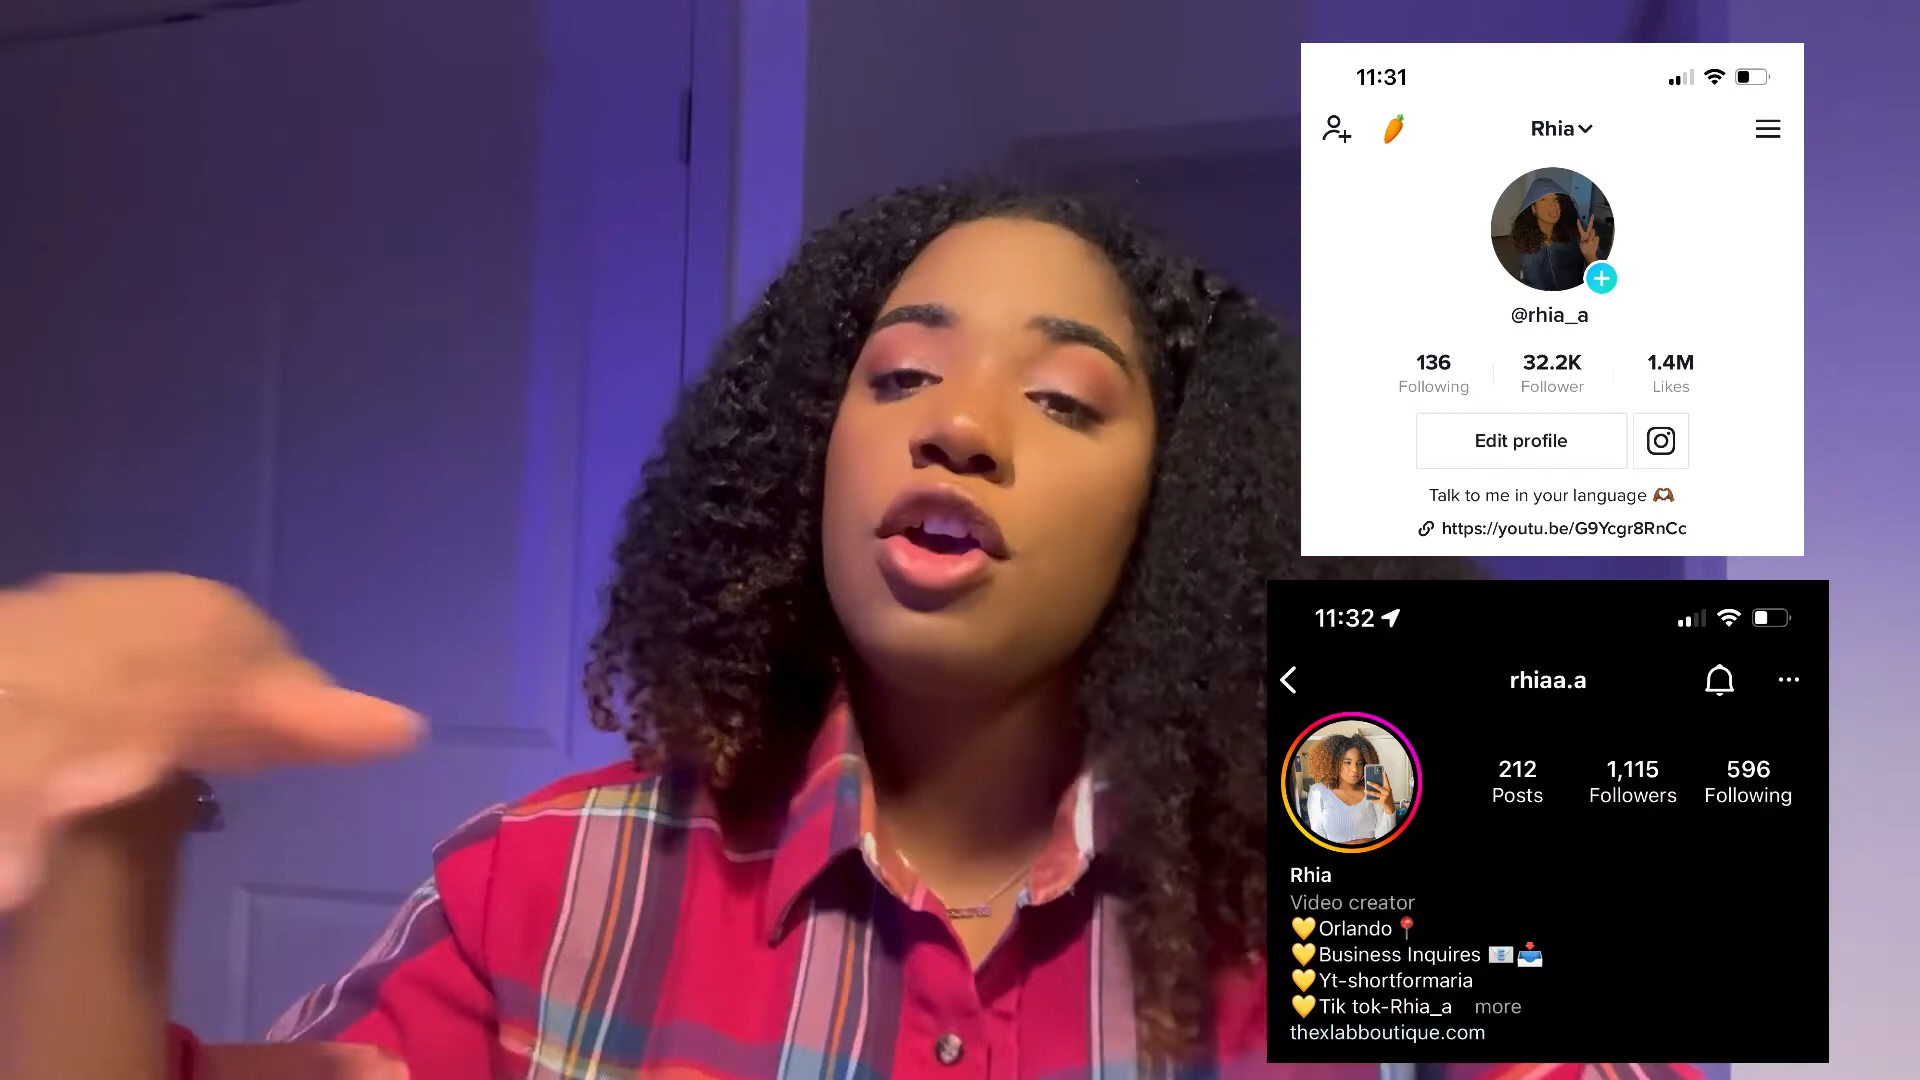 11:31
Rhia
@rhia_a
136 32.2K 1.4M
Following Follower Likes
Edit profile
Talk to me in your language
https://youtu.be/G9Ycgr8RnCc
11:32
rhiaa.a
212 1,115 596
Posts Followers Following
Rhia
Video creator
Orlando
Business Inquires
Yt-shortformaria
Tik tok-Rhia_a more
thexlabboutique.com